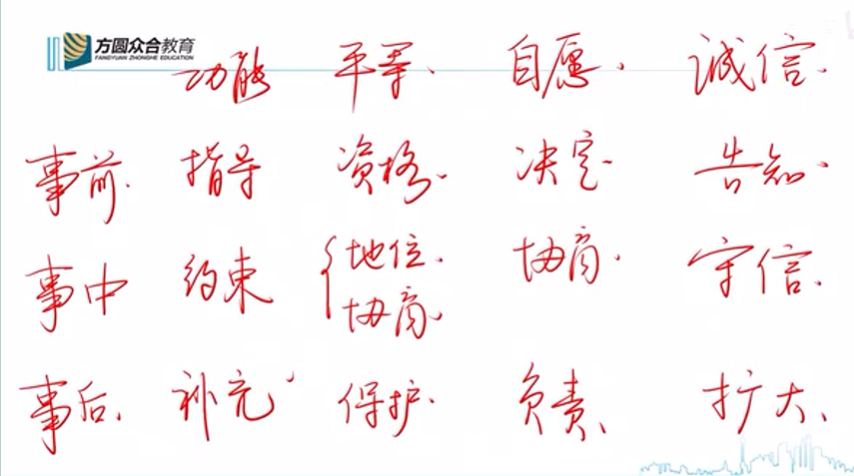 方圆众合教育
FANGYUAN ZHONGHE EDUCATION
功能 平等. 自愿. 诚信.
事前. 指导 资格. 决定. 告知.
事中 约束 { 地位. 协商. 守信.
协商.
事后. 补充 保护. 负责. 扩大.